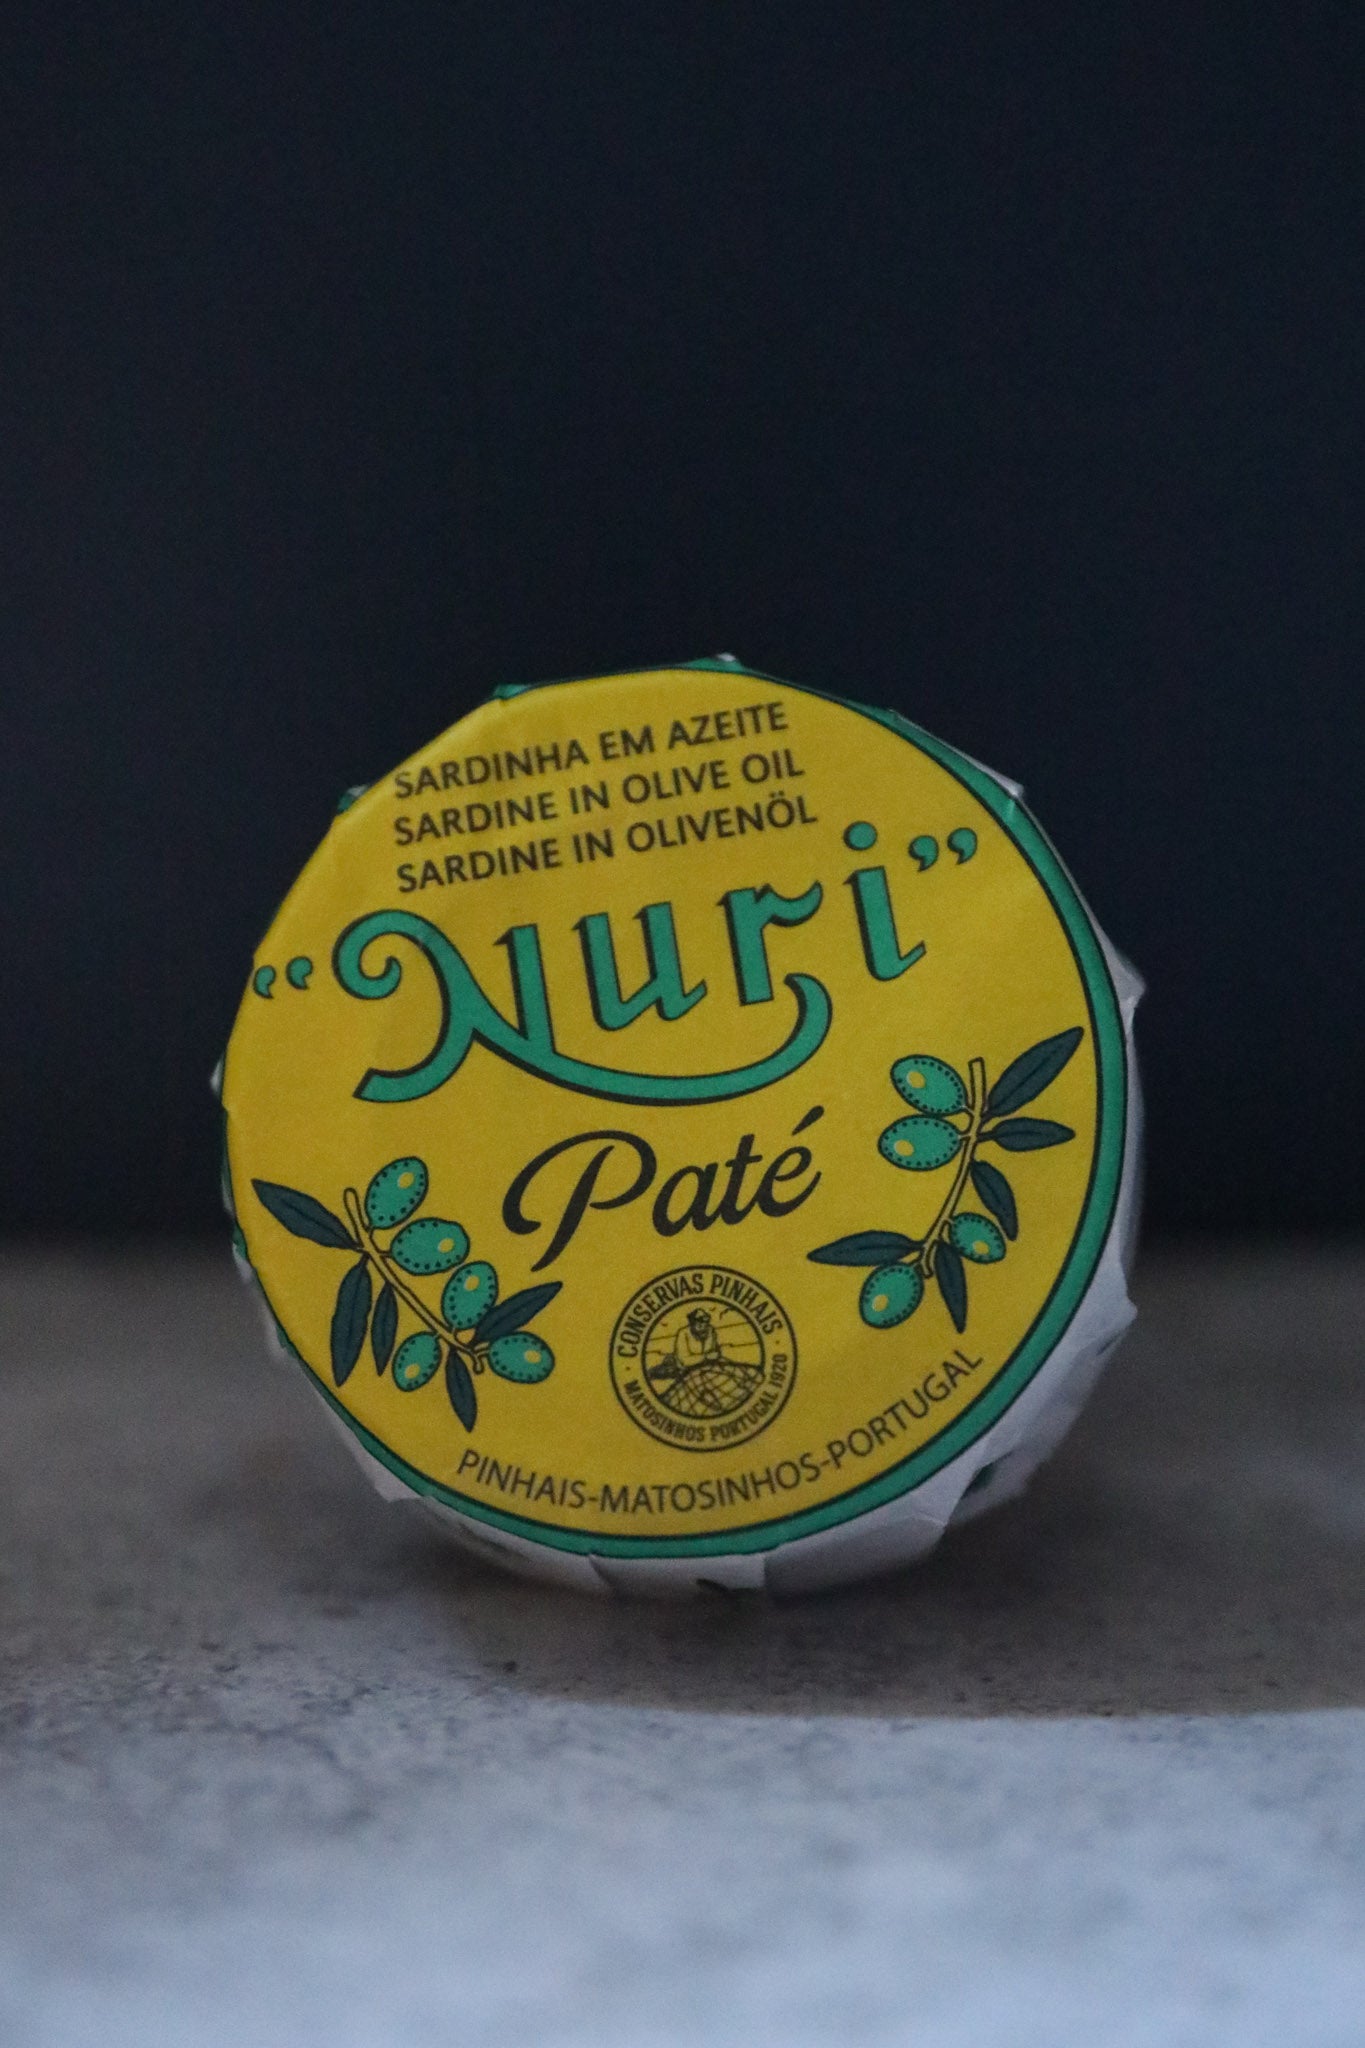 SARDINHA EM AZEITE
SARDINE IN OLIVE OIL
SARDINE IN OLIVENÖL
“Nuri”
Paté
CONSERVAS PINHAIS
MATOSINHOS PORTUGAL 1920
PINHAIS-MATOSINHOS-PORTUGAL